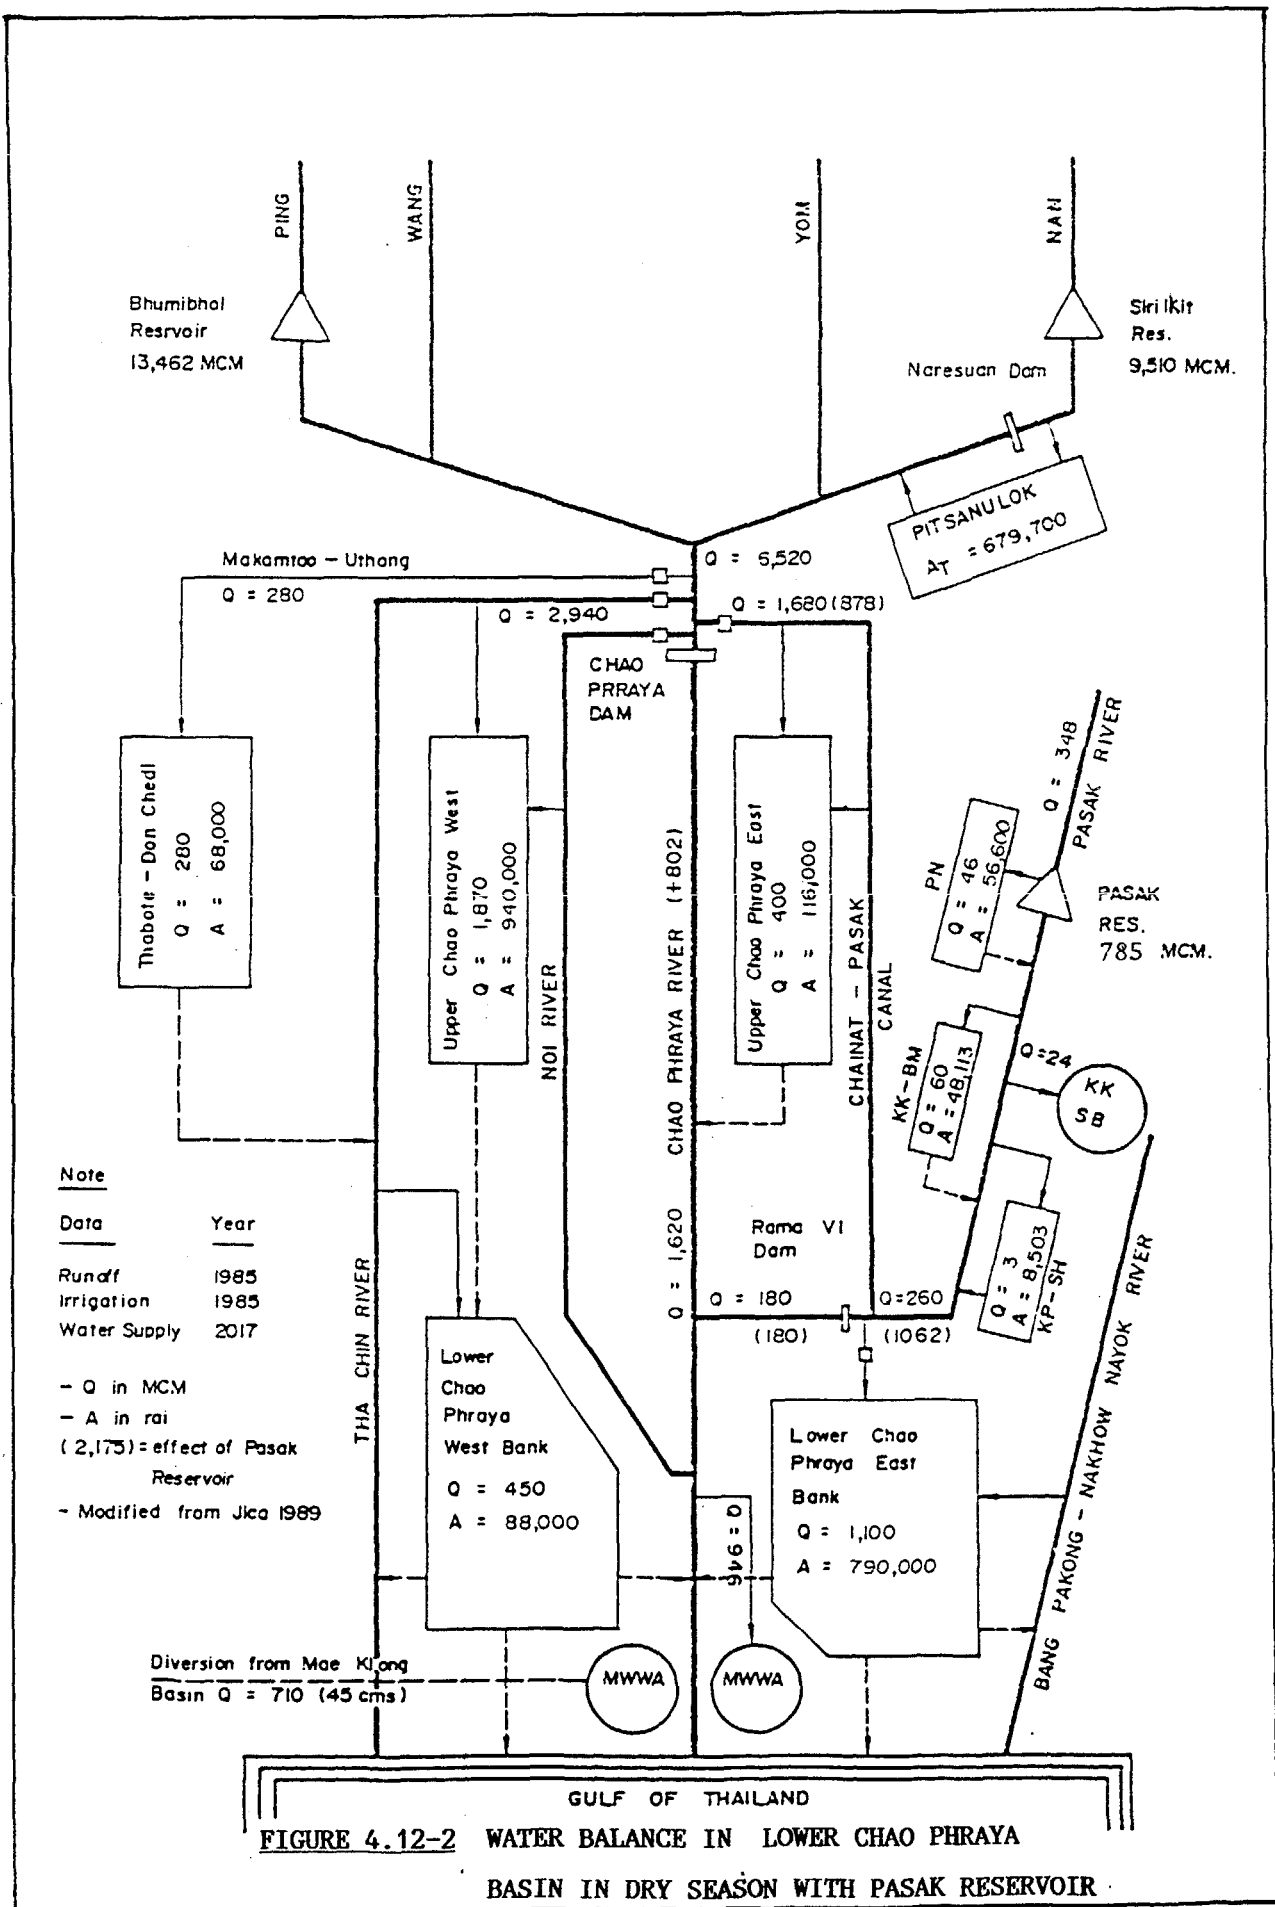 PING
WANG
YOM
NAN
Bhumibhol
Resrvoir
13,462 MCM
Sirikit
Res.
9,510 MCM.
Naresuan Dam
PITSANULOK
AT = 679,700
Makamtao - Uthong
Q = 280
Q = 6,520
Q = 2,940
Q = 1,680(878)
CHAO
PRRAYA
DAM
Thabote - Don Chedi
Q = 280
A = 68,000
Upper Chao Phraya West
Q = 1,870
A = 940,000
NOI RIVER
Q = 1,620 CHAO PHRAYA RIVER (+802)
Upper Chao Phraya East
Q = 400
A = 116,000
CHAINAT - PASAK
CANAL
Q = 348
PASAK RIVER
PN
Q = 46
A = 56,600
PASAK
RES.
785 MCM.
KK-BM
Q = 60
A = 48,113
Q=24
KK
SB
Q = 3
A = 8,503
KP-SH
Note
Data Year
Runoff 1985
Irrigation 1985
Water Supply 2017
- Q in MCM
- A in rai
(2,175)= effect of Pasak
Reservoir
- Modified from Jica 1989
THA CHIN RIVER
Rama VI
Dam
Q = 180
(180)
Q=260
(1062)
Lower
Chao
Phraya
West Bank
Q = 450
A = 88,000
Q = 946
Lower Chao
Phraya East
Bank
Q = 1,100
A = 790,000
BANG PAKONG - NAKHOW NAYOK RIVER
Diversion from Mae Klong
Basin Q = 710 (45 cms)
MWWA
MWWA
GULF OF THAILAND
FIGURE 4.12-2 WATER BALANCE IN LOWER CHAO PHRAYA
BASIN IN DRY SEASON WITH PASAK RESERVOIR